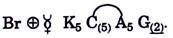 Br ⊕ ☿ K₅ C₍₅₎ A₅ G₍₂₎.